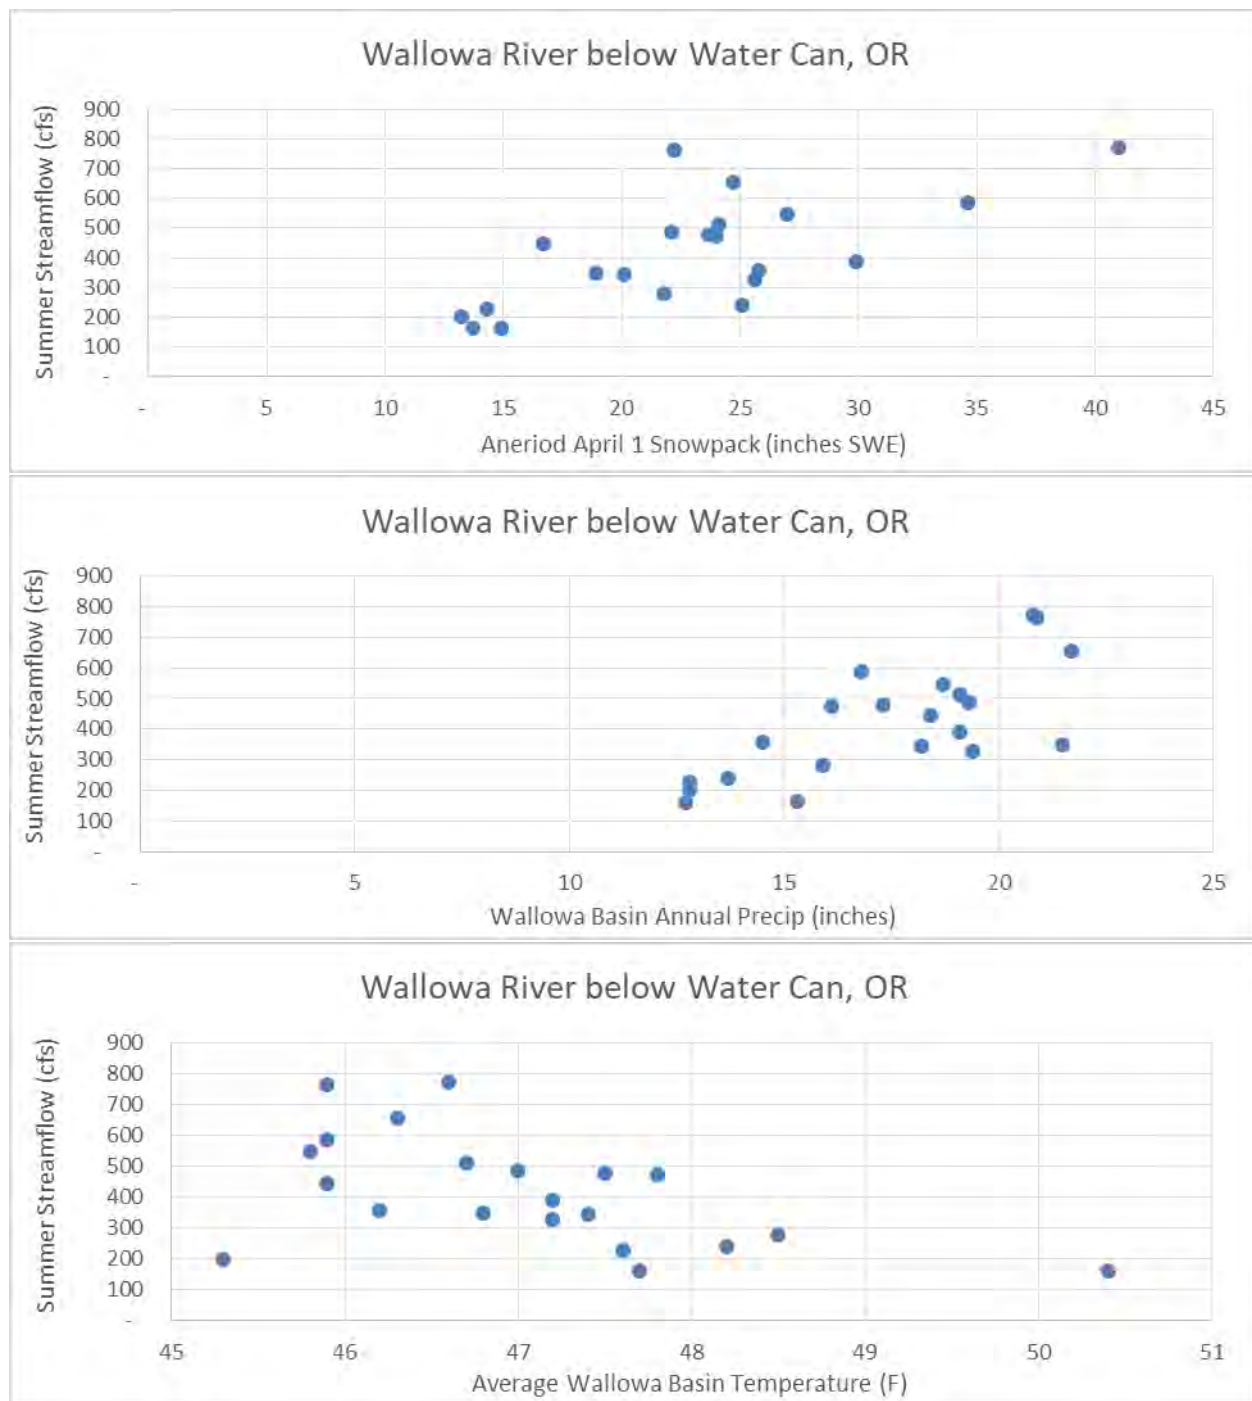 Wallowa River below Water Can, OR
Summer Streamflow (cfs)
900
800
700
600
500
400
300
200
100
-
- 5 10 15 20 25 30 35 40 45
Aneriod April 1 Snowpack (inches SWE)
Wallowa River below Water Can, OR
Summer Streamflow (cfs)
900
800
700
600
500
400
300
200
100
-
- 5 10 15 20 25
Wallowa Basin Annual Precip (inches)
Wallowa River below Water Can, OR
Summer Streamflow (cfs)
900
800
700
600
500
400
300
200
100
-
45 46 47 48 49 50 51
Average Wallowa Basin Temperature (F)